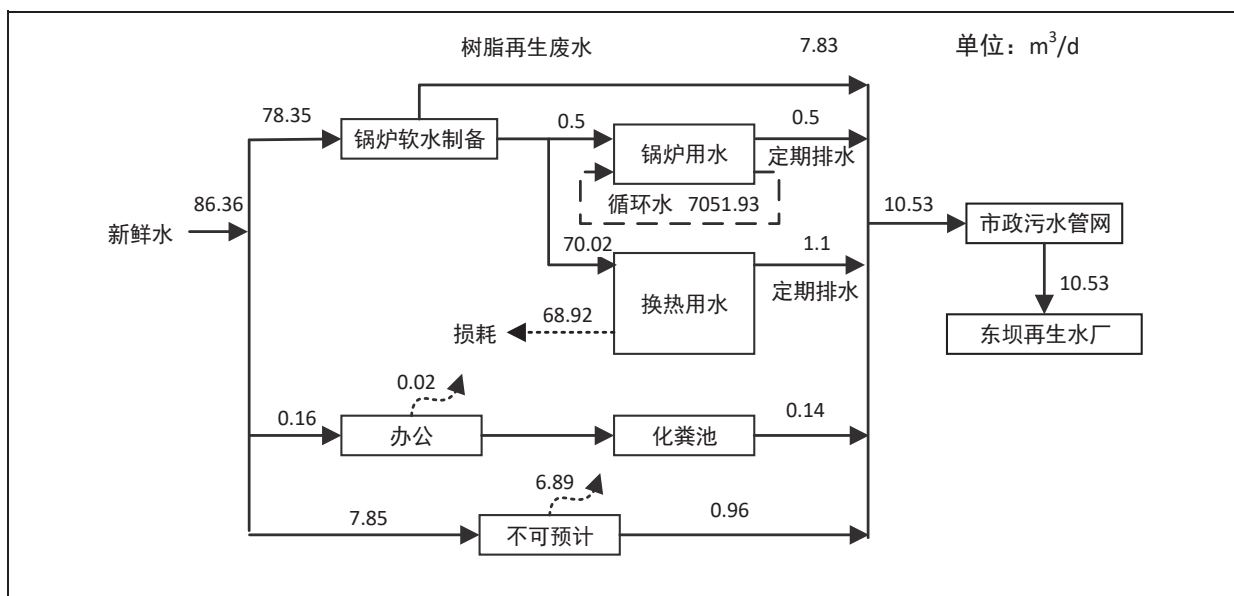 树脂再生废水
7.83
单位：m³/d
78.35
锅炉软水制备
0.5
锅炉用水
0.5
定期排水
循环水 7051.93
86.36
新鲜水
10.53
市政污水管网
70.02
换热用水
1.1
定期排水
10.53
68.92
损耗
东坝再生水厂
0.02
0.16
办公
化粪池
0.14
6.89
7.85
不可预计
0.96